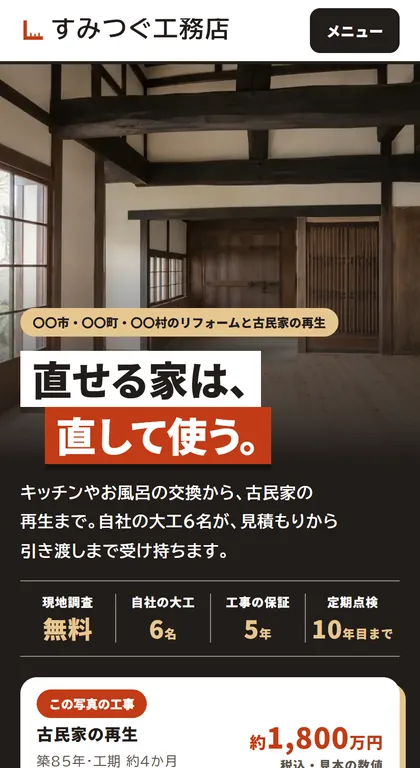 すみつぐ工務店
メニュー
〇〇市・〇〇町・〇〇村のリフォームと古民家の再生
直せる家は、
直して使う。
キッチンやお風呂の交換から、古民家の
再生まで。自社の大工6名が、見積もりから
引き渡しまで受け持ちます。
現地調査
無料
自社の大工
6名
工事の保証
5年
定期点検
10年目まで
この写真の工事
古民家の再生
築85年・工期 約4か月
約1,800万円
税込・見本の数値